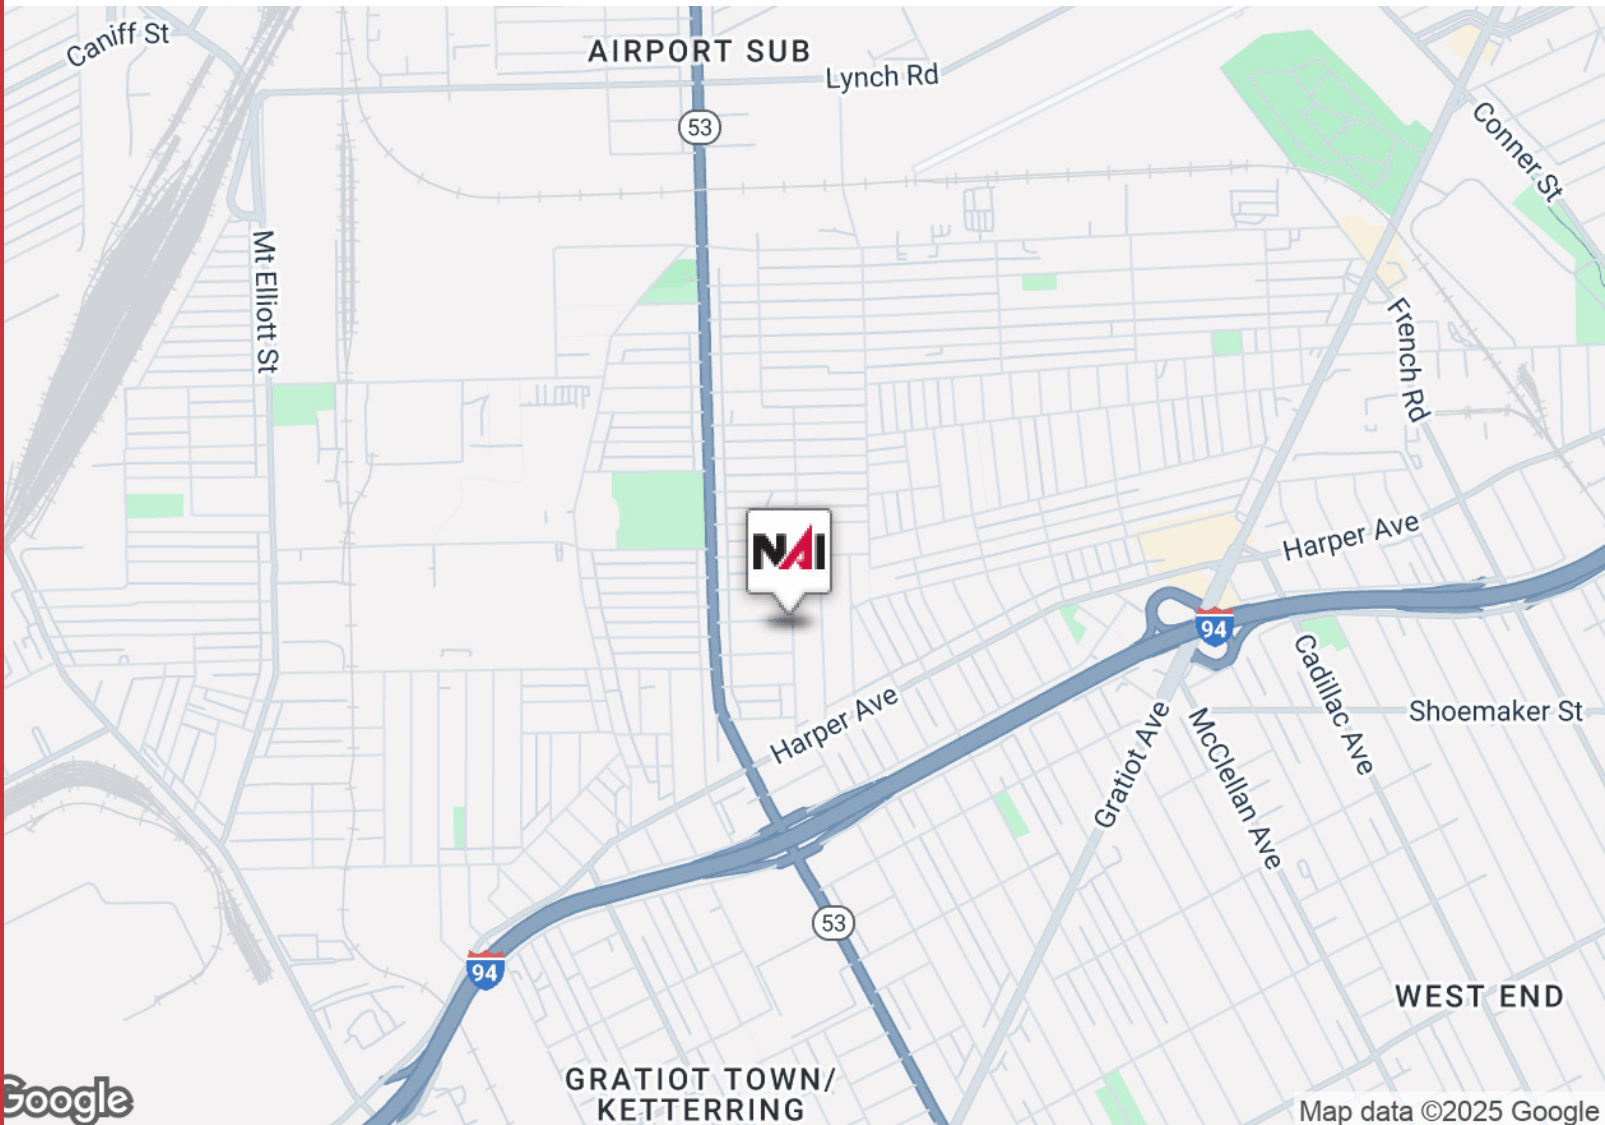 Caniff St
AIRPORT SUB
Lynch Rd
53
Conner St
Mt Elliott St
French Rd
NAI
Harper Ave
94
Cadillac Ave
Harper Ave
Shoemaker St
Gratiot Ave
McClellan Ave
53
94
WEST END
GRATIOT TOWN/
KETTERRING
Google
Map data ©2025 Google